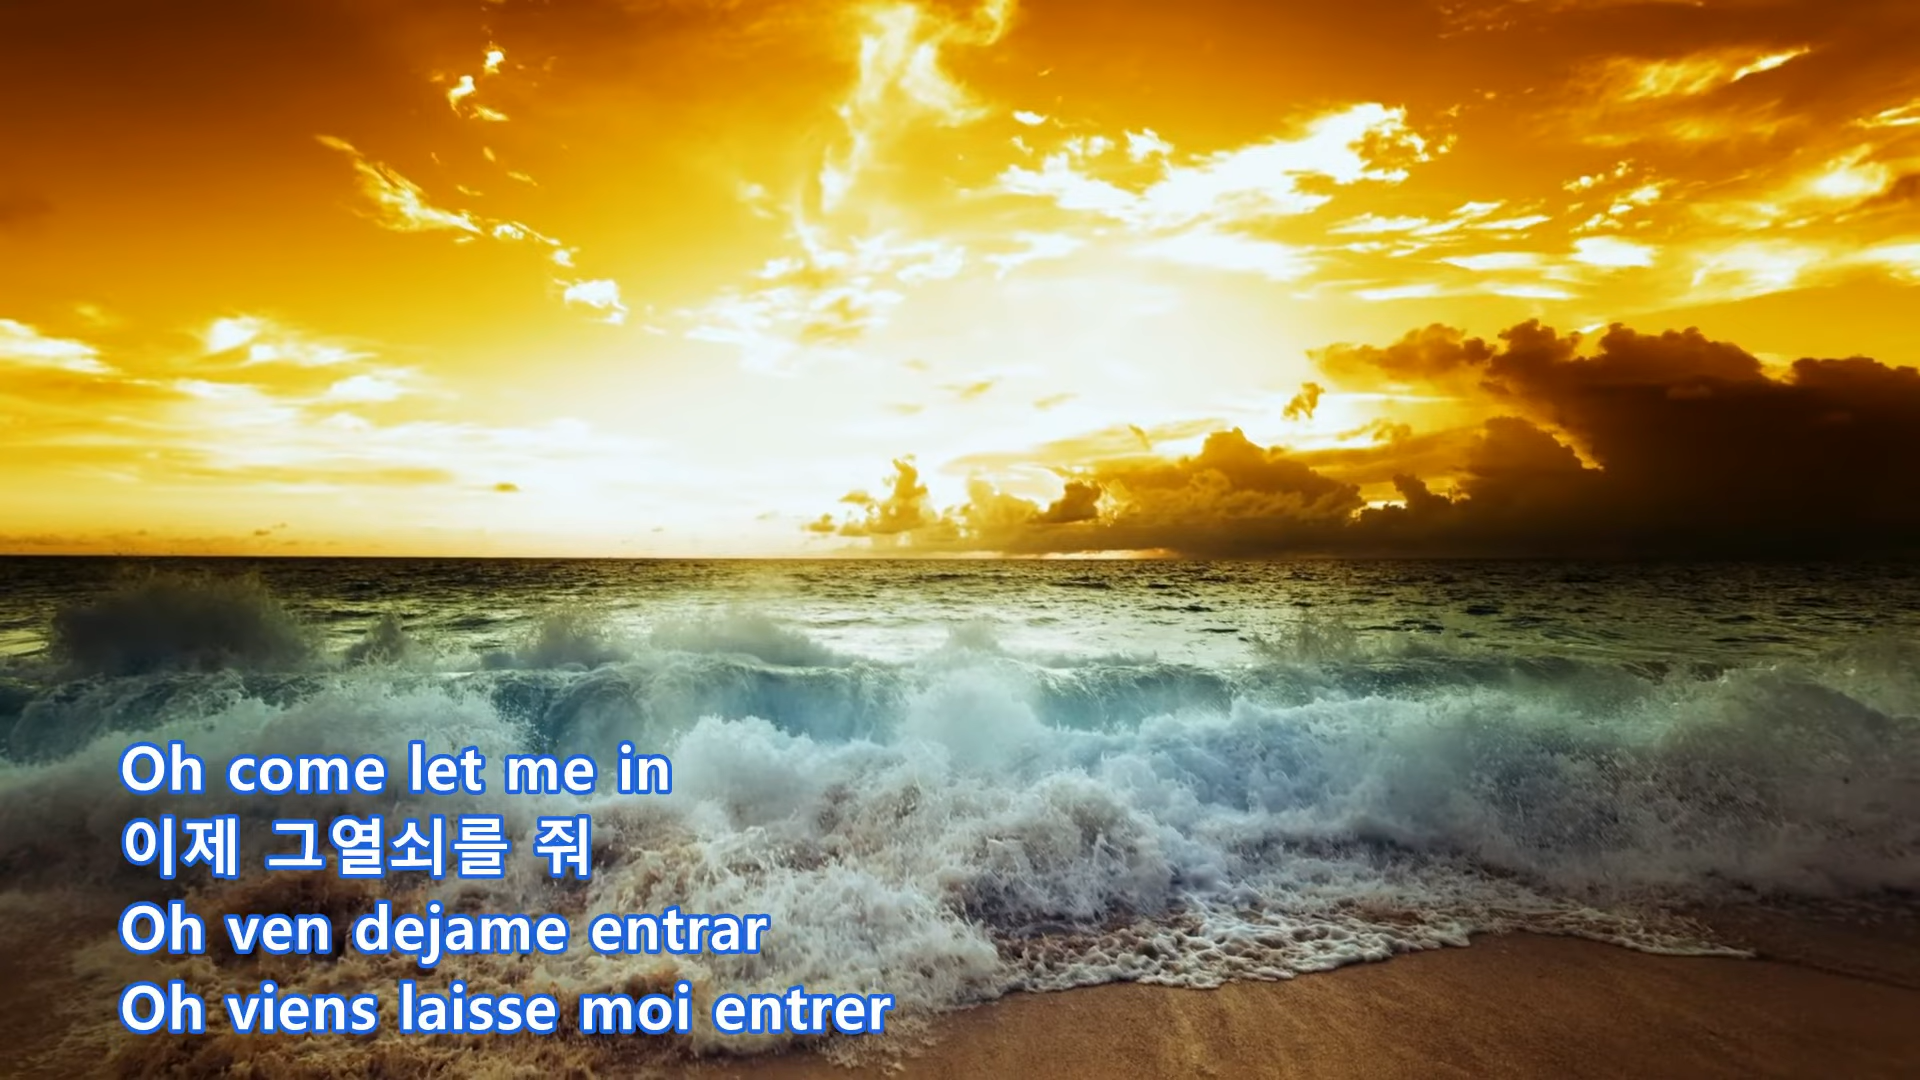 Oh come let me in
이제 그열쇠를 줘
Oh ven dejame entrar
Oh viens laisse moi entrer